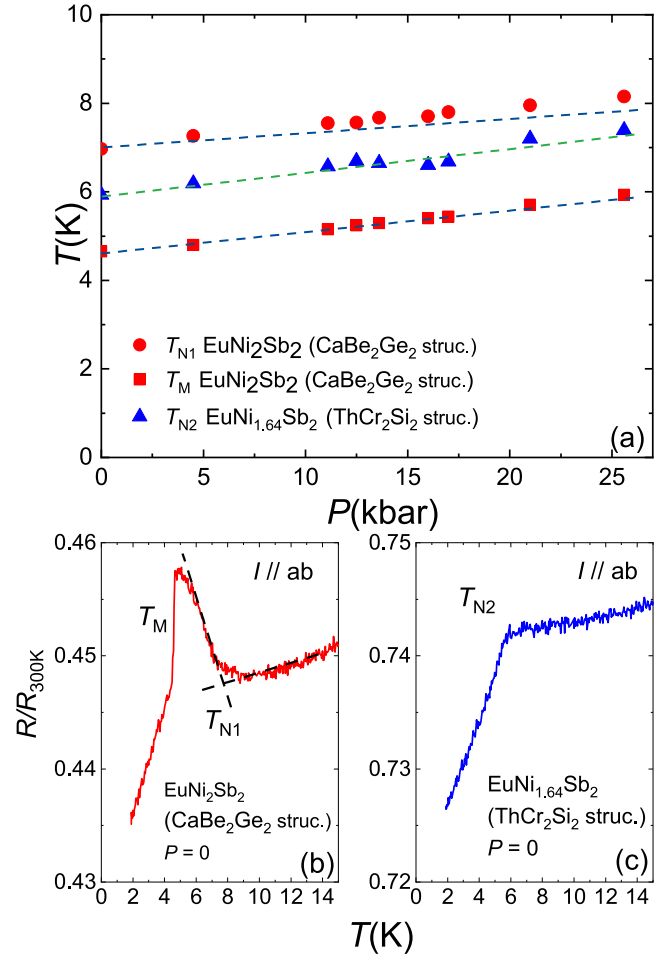 10
8
6
4
2
0
T(K)
T_N1 EuNi₂Sb₂ (CaBe₂Ge₂ struc.)
T_M EuNi₂Sb₂ (CaBe₂Ge₂ struc.)
T_N2 EuNi₁.₆₄Sb₂ (ThCr₂Si₂ struc.)
(a)
0 5 10 15 20 25
P(kbar)
0.46
0.45
0.44
0.43
R/R₃₀₀K
I // ab
T_M
T_N1
EuNi₂Sb₂
(CaBe₂Ge₂ struc.)
P = 0
(b)
2 4 6 8 10 12 14
0.75
0.74
0.73
0.72
I // ab
T_N2
EuNi₁.₆₄Sb₂
(ThCr₂Si₂ struc.)
P = 0
(c)
2 4 6 8 10 12 14
T(K)